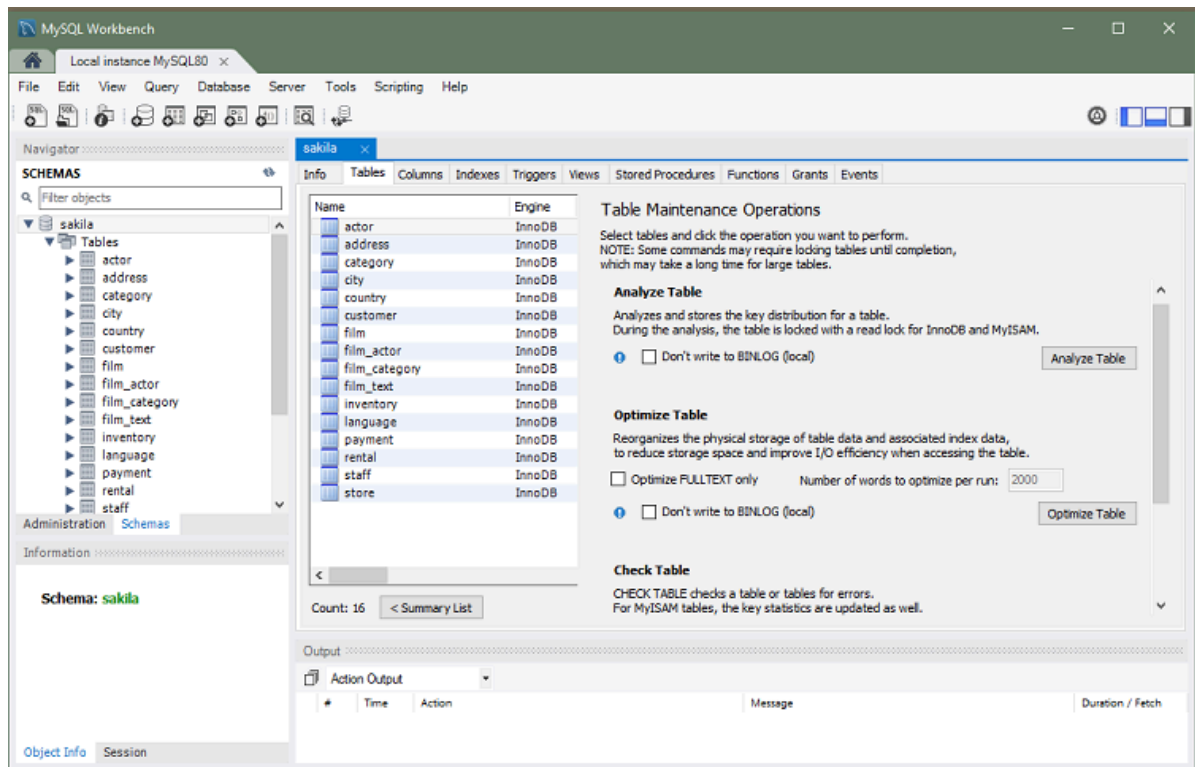 MySQL Workbench
Local instance MySQL80
File Edit View Query Database Server Tools Scripting Help
Navigator
SCHEMAS
Filter objects
sakila
Tables
actor
address
category
city
country
customer
film
film_actor
film_category
film_text
inventory
language
payment
rental
staff
Administration Schemas
Information
Schema: sakila
Object Info Session
sakila
Info Tables Columns Indexes Triggers Views Stored Procedures Functions Grants Events
Name Engine
actor InnoDB
address InnoDB
category InnoDB
city InnoDB
country InnoDB
customer InnoDB
film InnoDB
film_actor InnoDB
film_category InnoDB
film_text InnoDB
inventory InnoDB
language InnoDB
payment InnoDB
rental InnoDB
staff InnoDB
store InnoDB
Count: 16 < Summary List
Table Maintenance Operations
Select tables and click the operation you want to perform.
NOTE: Some commands may require locking tables until completion,
which may take a long time for large tables.
Analyze Table
Analyzes and stores the key distribution for a table.
During the analysis, the table is locked with a read lock for InnoDB and MyISAM.
Don't write to BINLOG (local) Analyze Table
Optimize Table
Reorganizes the physical storage of table data and associated index data,
to reduce storage space and improve I/O efficiency when accessing the table.
Optimize FULLTEXT only Number of words to optimize per run: 2000
Don't write to BINLOG (local) Optimize Table
Check Table
CHECK TABLE checks a table or tables for errors.
For MyISAM tables, the key statistics are updated as well.
Output
Action Output
# Time Action Message Duration / Fetch